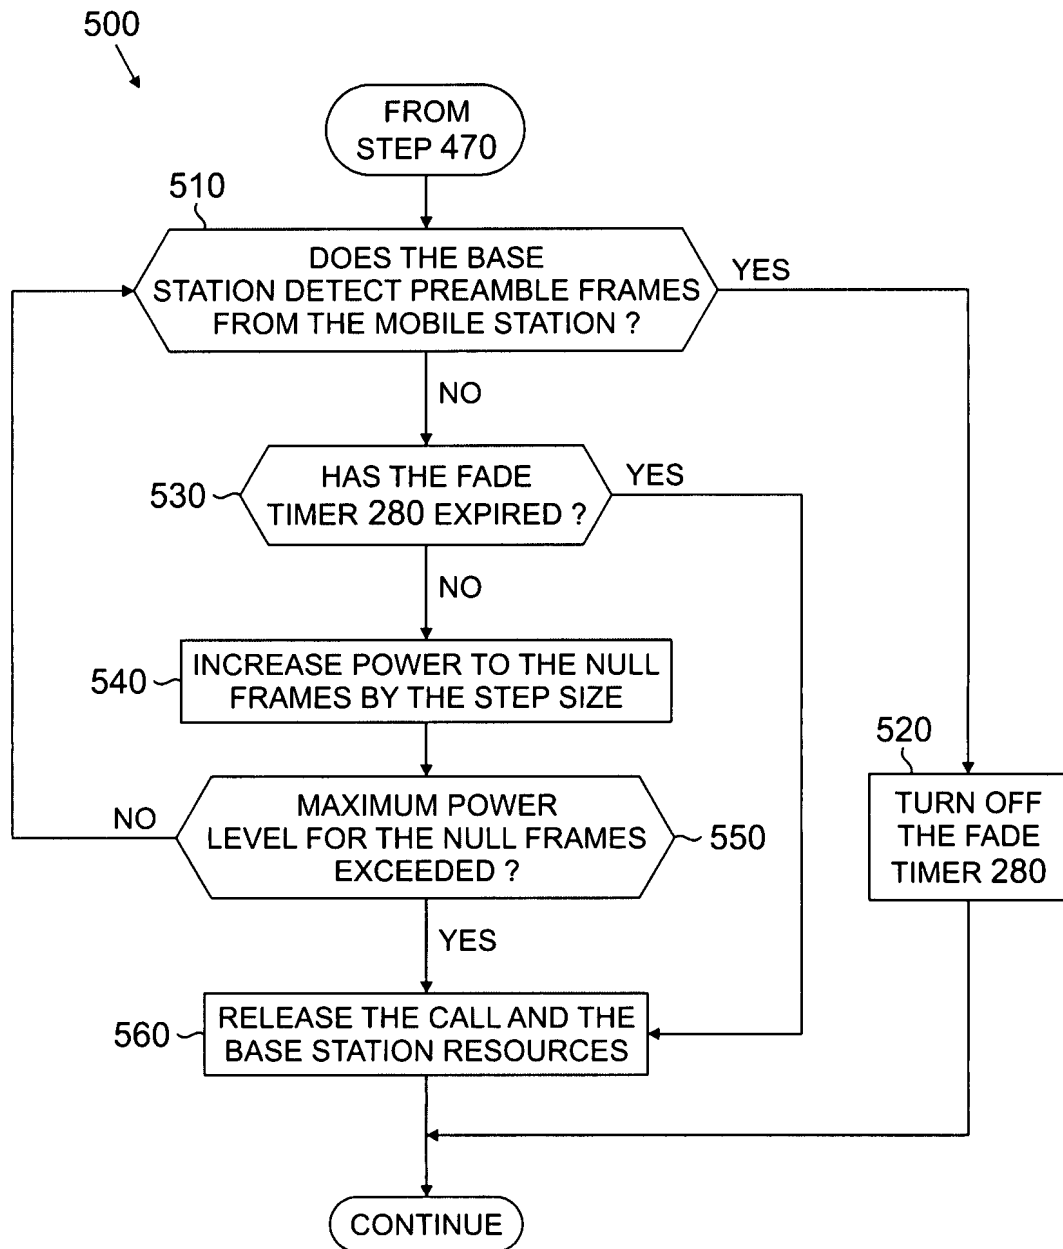 500
FROM
STEP 470
510
DOES THE BASE
STATION DETECT PREAMBLE FRAMES
FROM THE MOBILE STATION ?
YES
NO
530
HAS THE FADE
TIMER 280 EXPIRED ?
YES
NO
540
INCREASE POWER TO THE NULL
FRAMES BY THE STEP SIZE
520
TURN OFF
THE FADE
TIMER 280
NO
MAXIMUM POWER
LEVEL FOR THE NULL FRAMES
EXCEEDED ?
550
YES
560
RELEASE THE CALL AND THE
BASE STATION RESOURCES
CONTINUE